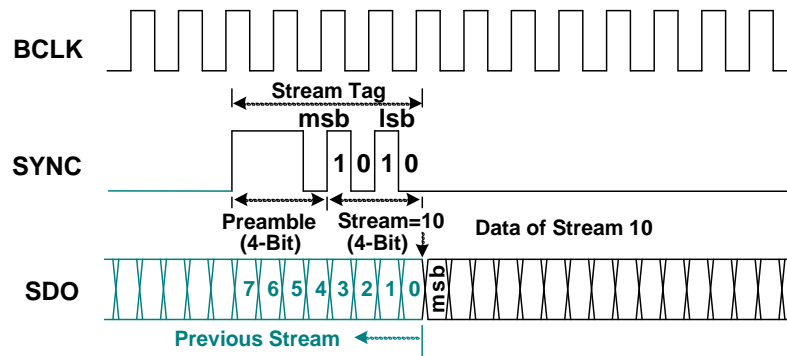 BCLK
Stream Tag
msb lsb
SYNC
1 0 1 0
Preamble
(4-Bit)
Stream=10
(4-Bit)
Data of Stream 10
SDO
7 6 5 4 3 2 1 0
msb
Previous Stream